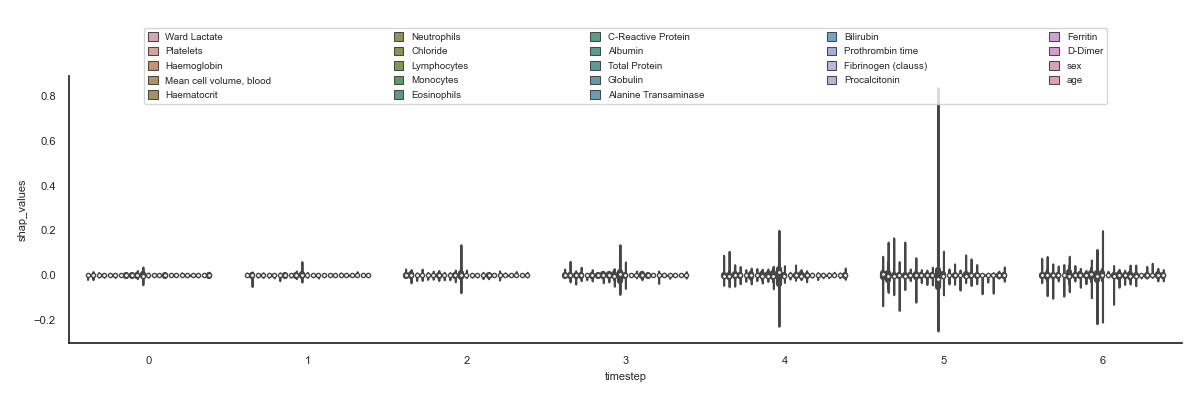 Ward Lactate
Platelets
Haemoglobin
Mean cell volume, blood
Haematocrit
Neutrophils
Chloride
Lymphocytes
Monocytes
Eosinophils
C-Reactive Protein
Albumin
Total Protein
Globulin
Alanine Transaminase
Bilirubin
Prothrombin time
Fibrinogen (clauss)
Procalcitonin
Ferritin
D-Dimer
sex
age
shap_values
0.8
0.6
0.4
0.2
0.0
−0.2
0 1 2 3 4 5 6
timestep